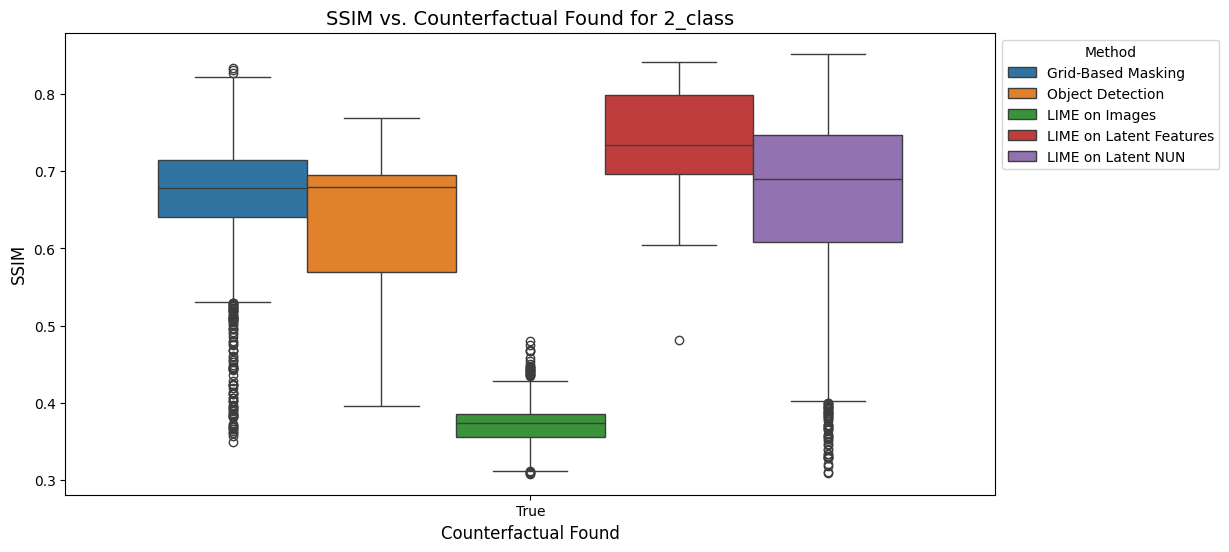 SSIM vs. Counterfactual Found for 2_class
Method
Grid-Based Masking
Object Detection
LIME on Images
LIME on Latent Features
LIME on Latent NUN
SSIM
0.8
0.7
0.6
0.5
0.4
0.3
True
Counterfactual Found